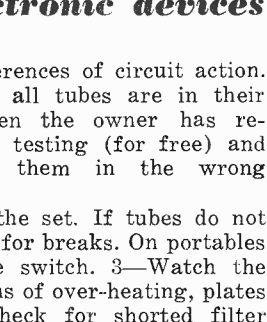 devices
erences of circuit action.
all tubes are in their
en the owner has re-
testing (for free) and
them in the wrong
the set. If tubes do not
for breaks. On portables
e switch. 3—Watch the
s of over-heating, plates
heck for shorted filter